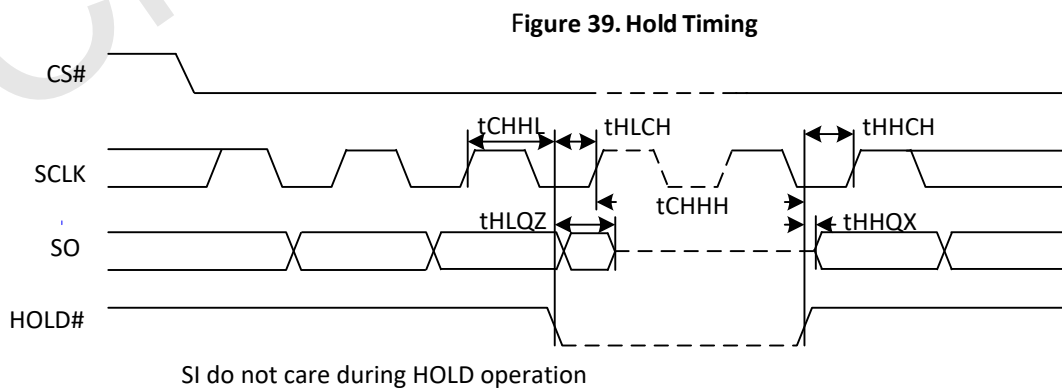 Figure 39. Hold Timing
CS#
tCHHL tHLCH tHHCH
SCLK
tCHHH
tHLQZ tHHQX
SO
HOLD#
SI do not care during HOLD operation